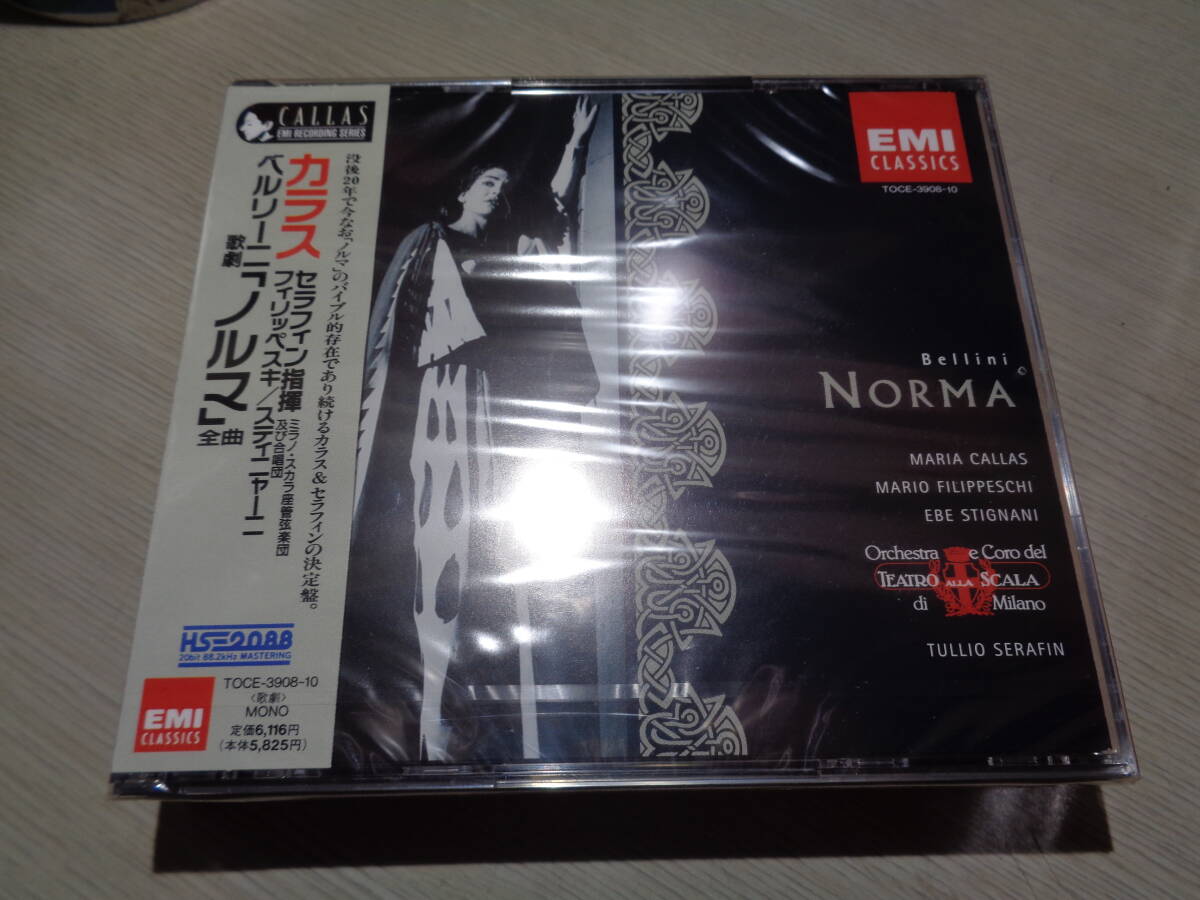 CALLAS
EMI RECORDING SERIES
没後20年で今なお「ノルマ」のバイブル的存在であり続けるカラス&セラフィンの決定盤。
カラス
セラフィン指揮
ミラノ・スカラ座管弦楽団
及び合唱団
フィリッペスキ/スティニャーニ
ベルリーニ
歌劇
「ノルマ」全曲
HS-2088
20bit 88.2kHz MASTERING
EMI
CLASSICS
TOCE-3908-10
〈歌劇〉
MONO
定価6,116円
(本体5,825円)
EMI
CLASSICS
TOCE-3908-10
Bellini
NORMA
MARIA CALLAS
MARIO FILIPPESCHI
EBE STIGNANI
Orchestra e Coro del
TEATRO ALLA SCALA
di Milano
TULLIO SERAFIN